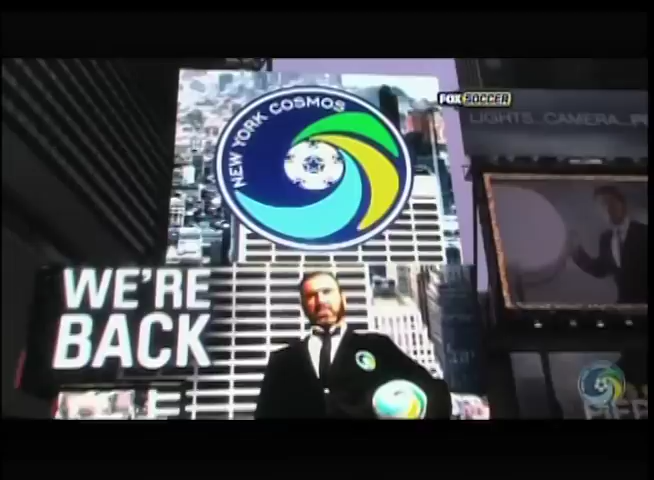 NEW YORK COSMOS
FOX SOCCER
LIGHTS. CAMERA.
WE'RE
BACK